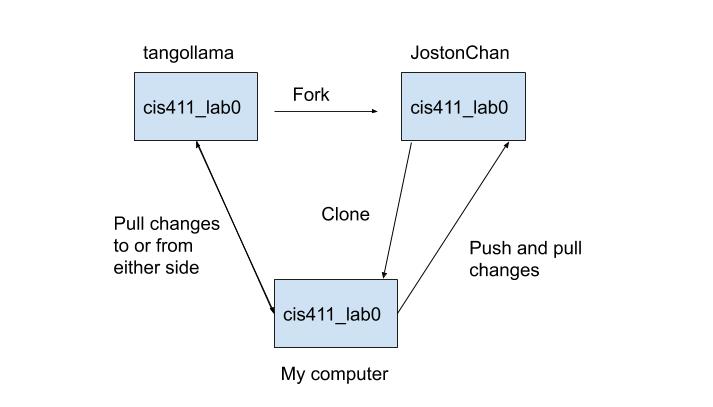 tangollama
JostonChan
cis411_lab0
Fork
cis411_lab0
Clone
Pull changes
to or from
either side
Push and pull
changes
cis411_lab0
My computer